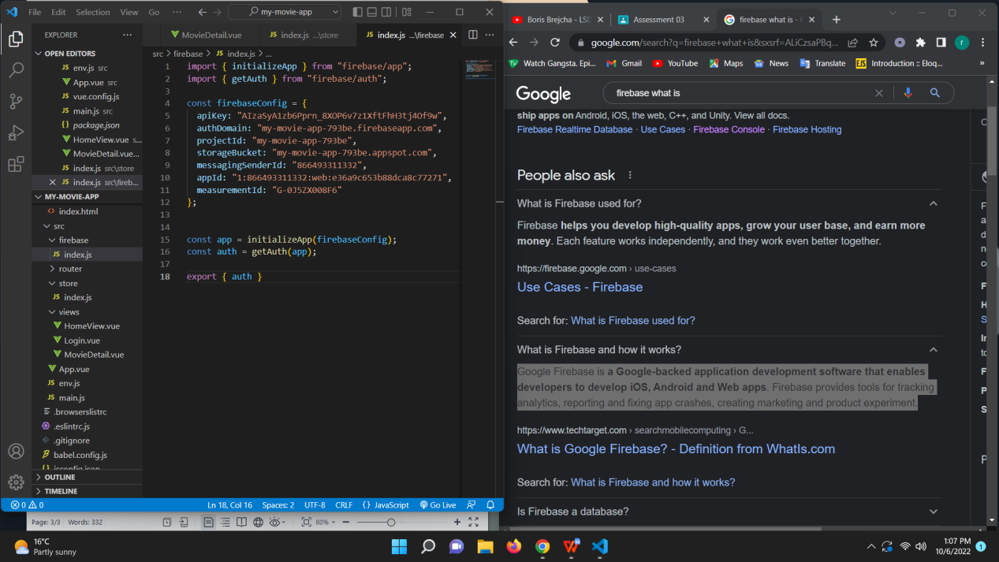 File Edit Selection View Go ··· my-movie-app
EXPLORER ···
OPEN EDITORS
JS env.js src
App.vue src
JS vue.config.js
JS main.js src
{} package.json
HomeView.vue s...
MovieDetail.vue...
JS index.js src\store
JS index.js src\fireb...
MY-MOVIE-APP
<> index.html
src
firebase
JS index.js
router
store
JS index.js
views
HomeView.vue
Login.vue
MovieDetail.vue
App.vue
JS env.js
JS main.js
.browserslistrc
.eslintrc.js
.gitignore
babel.config.js
{} jsconfig.json
OUTLINE
TIMELINE
MovieDetail.vue JS index.js ...\store JS index.js ...\firebase
src > firebase > JS index.js > ...
1 import { initializeApp } from "firebase/app";
2 import { getAuth } from "firebase/auth";
3
4 const firebaseConfig = {
5 apiKey: "AIzaSyA1zb6Pprn_8XOP6v7z1XftFhH3tj4Of9w",
6 authDomain: "my-movie-app-793be.firebaseapp.com",
7 projectId: "my-movie-app-793be",
8 storageBucket: "my-movie-app-793be.appspot.com",
9 messagingSenderId: "866493311332",
10 appId: "1:866493311332:web:e36a9c653b88dca8c77271",
11 measurementId: "G-0J5ZX008F6"
12 };
13
14
15 const app = initializeApp(firebaseConfig);
16 const auth = getAuth(app);
17
18 export { auth }
0 0 Ln 18, Col 16 Spaces: 2 UTF-8 CRLF {} JavaScript Go Live
Page: 3/3 Words: 332 80%
Boris Brejcha - LSD Assessment 03 firebase what is -
google.com/search?q=firebase+what+is&sxsrf=ALiCzsaPBq... r
Watch Gangsta. Epi... Gmail YouTube Maps News Translate EJS Introduction :: Eloq... »
Google firebase what is
ship apps on Android, iOS, the web, C++, and Unity. View all docs.
Firebase Realtime Database · Use Cases · Firebase Console · Firebase Hosting
People also ask
What is Firebase used for?
Firebase helps you develop high-quality apps, grow your user base, and earn more
money. Each feature works independently, and they work even better together.
https://firebase.google.com › use-cases
Use Cases - Firebase
Search for: What is Firebase used for?
What is Firebase and how it works?
Google Firebase is a Google-backed application development software that enables
developers to develop iOS, Android and Web apps. Firebase provides tools for tracking
analytics, reporting and fixing app crashes, creating marketing and product experiment.
https://www.techtarget.com › searchmobilecomputing › G...
What is Google Firebase? - Definition from WhatIs.com
Search for: What is Firebase and how it works?
Is Firebase a database?
16°C
Partly sunny
1:07 PM
10/6/2022 1